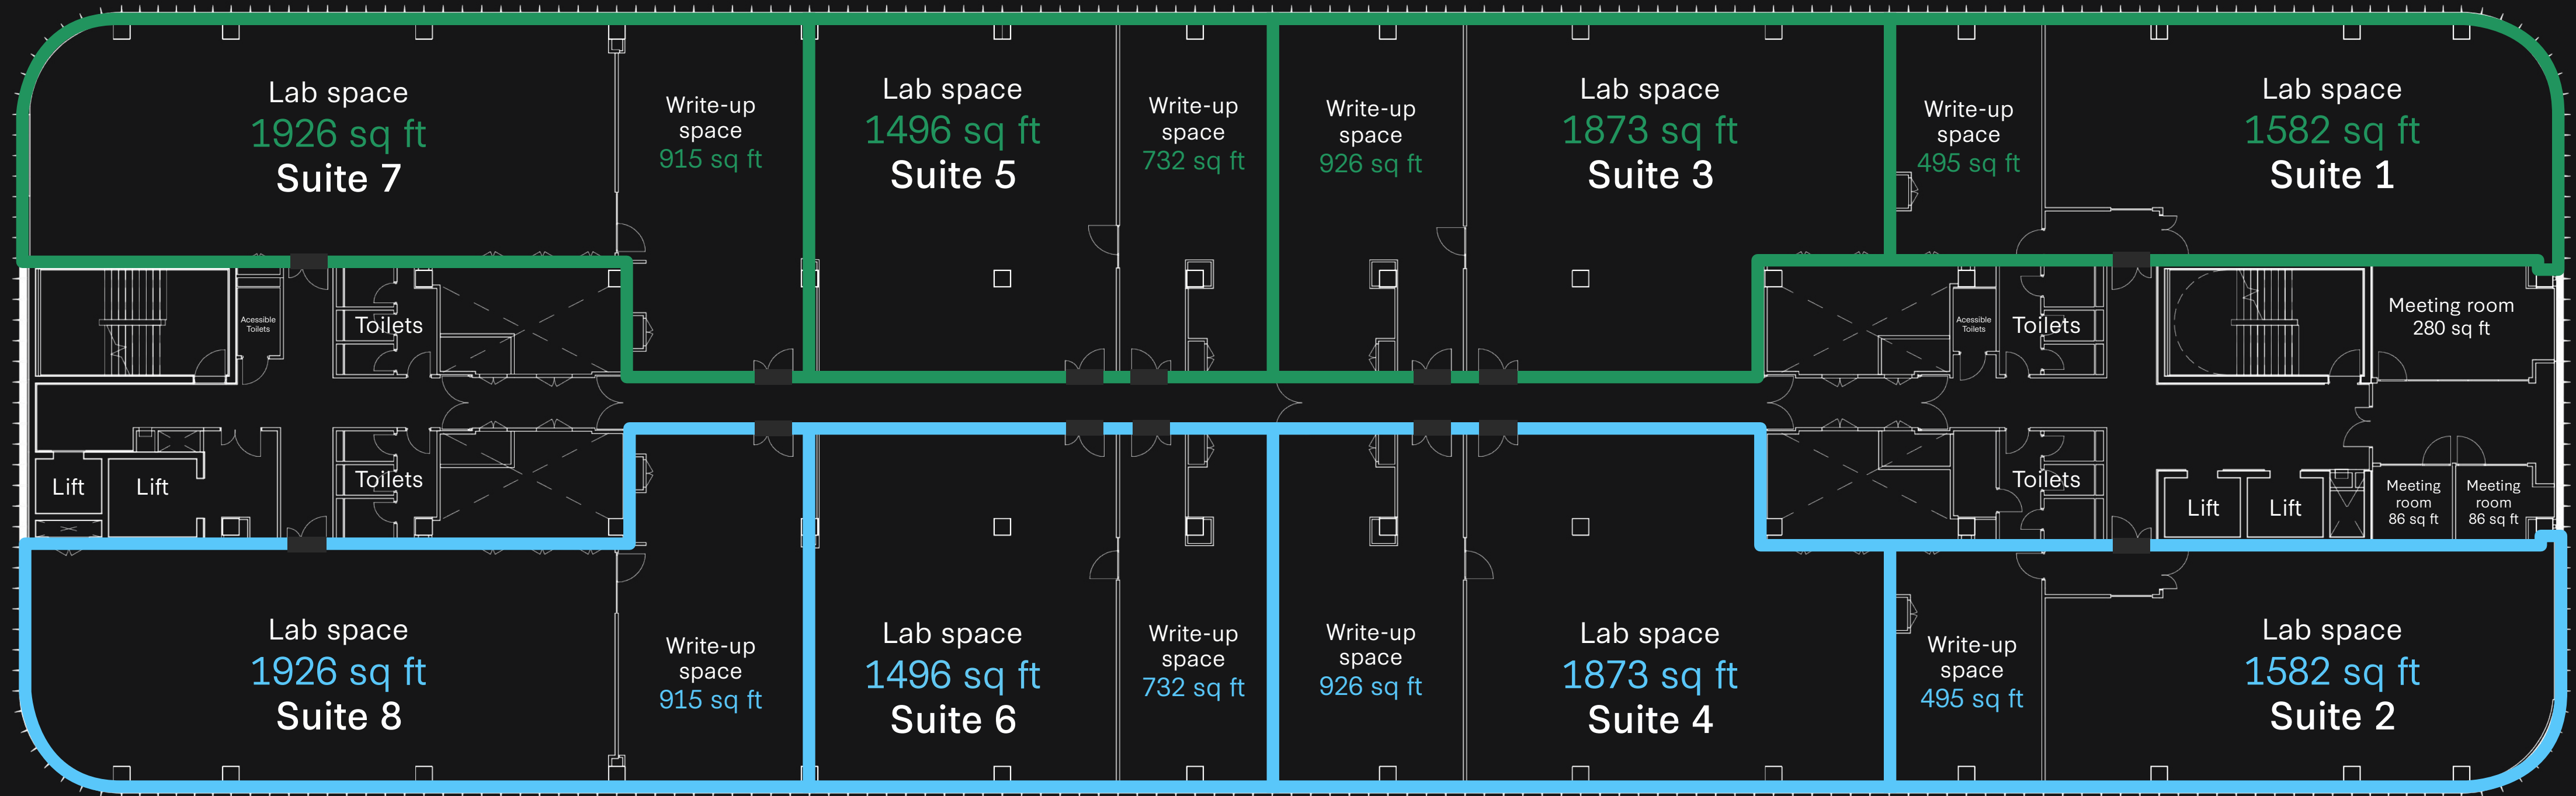 Lab space
1926 sq ft
Suite 7
Write-up
space
915 sq ft
Lab space
1496 sq ft
Suite 5
Write-up
space
732 sq ft
Write-up
space
926 sq ft
Lab space
1873 sq ft
Suite 3
Write-up
space
495 sq ft
Lab space
1582 sq ft
Suite 1
Acessible
Toilets
Toilets
Acessible
Toilets
Toilets
Meeting room
280 sq ft
Lift
Lift
Toilets
Toilets
Lift
Lift
Meeting
room
86 sq ft
Meeting
room
86 sq ft
Lab space
1926 sq ft
Suite 8
Write-up
space
915 sq ft
Lab space
1496 sq ft
Suite 6
Write-up
space
732 sq ft
Write-up
space
926 sq ft
Lab space
1873 sq ft
Suite 4
Write-up
space
495 sq ft
Lab space
1582 sq ft
Suite 2